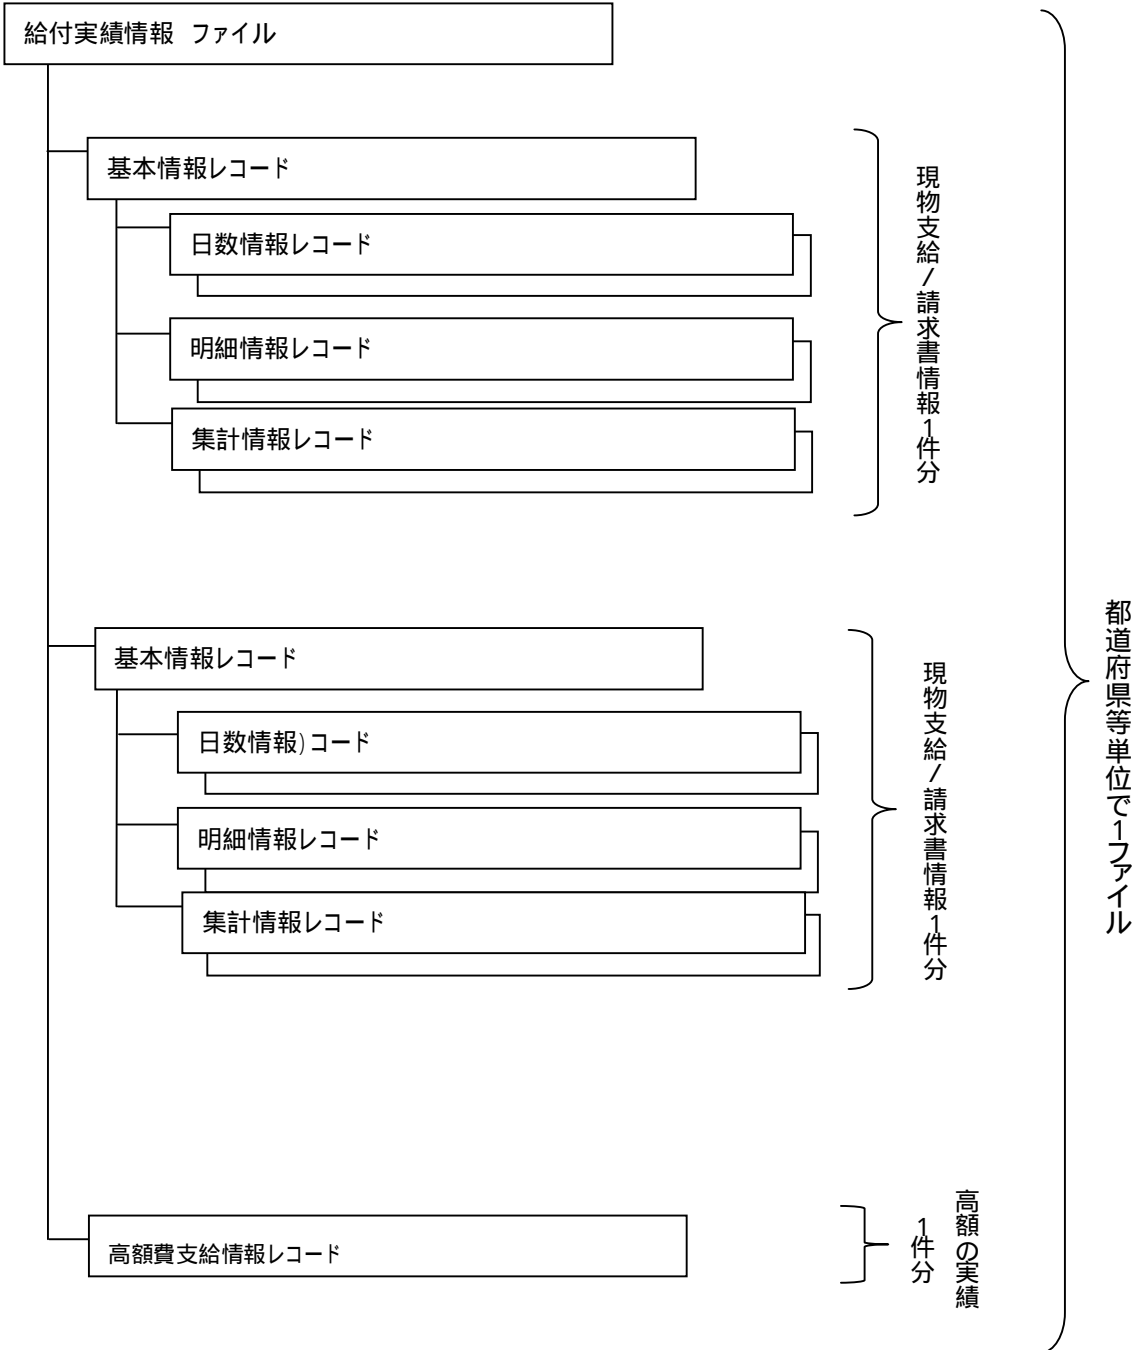 給付実績情報　ファイル
基本情報レコード
日数情報レコード
明細情報レコード
集計情報レコード
現物支給/請求書情報1件分
基本情報レコード
日数情報)コード
明細情報レコード
集計情報レコード
現物支給/請求書情報1件分
高額費支給情報レコード
高額の実績
1件分
都道府県等単位で1ファイル